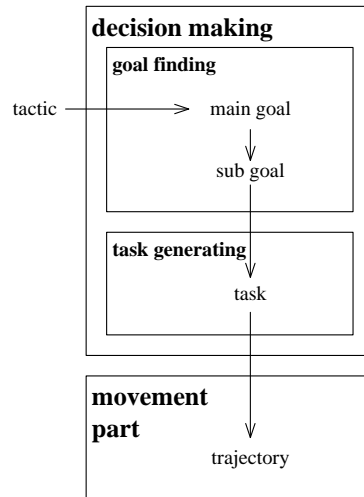 decision making
goal finding
tactic
main goal
sub goal
task generating
task
movement
part
trajectory